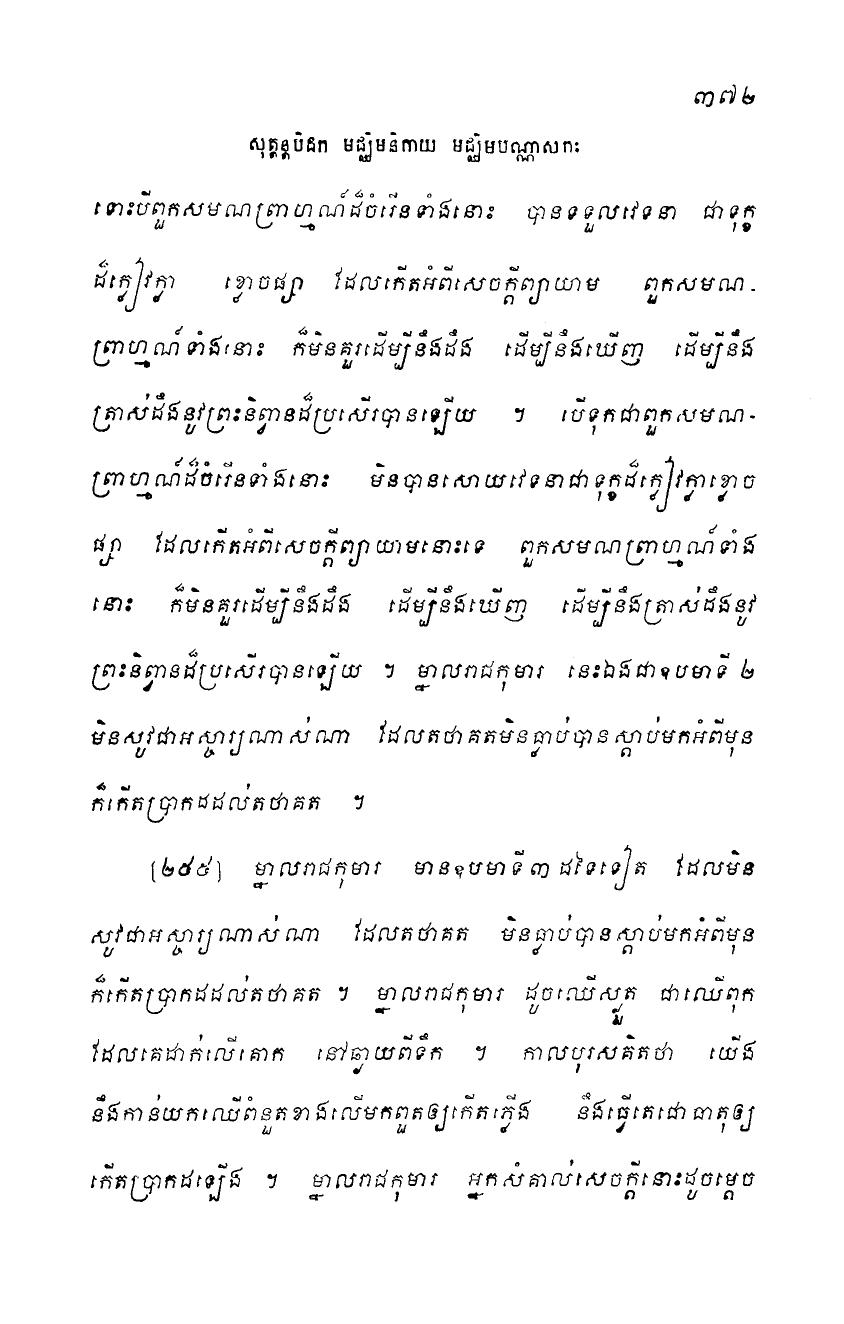 ៣៧២
សុត្តន្តបិដក មជ្ឈិមនិកាយ មជ្ឈិមបណ្ណាសកៈ
ទោះបីពួកសមណព្រាហ្មណ៍ដ៏ចំរើនទាំងនោះ បានទទួលវេទនា ជាទុក្ខ
ដ៏ក្លៀវក្លា ខ្លោចផ្សា ដែលកើតអំពីសេចក្តីព្យាយាម ពួកសមណ-
ព្រាហ្មណ៍ទាំងនោះ ក៏មិនគួរដើម្បីនឹងដឹង ដើម្បីនឹងឃើញ ដើម្បីនឹង
ត្រាស់ដឹងនូវព្រះនិព្វានដ៏ប្រសើរបានឡើយ ។ បើទុកជាពួកសមណ-
ព្រាហ្មណ៍ដ៏ចំរើនទាំងនោះ មិនបានសោយវេទនាជាទុក្ខដ៏ក្លៀវក្លាខ្លោច
ផ្សា ដែលកើតអំពីសេចក្តីព្យាយាមនោះទេ ពួកសមណព្រាហ្មណ៍ទាំង
នោះ ក៏មិនគួរដើម្បីនឹងដឹង ដើម្បីនឹងឃើញ ដើម្បីនឹងត្រាស់ដឹងនូវ
ព្រះនិព្វានដ៏ប្រសើរបានឡើយ ។ ម្នាលរាជកុមារ នេះឯងជាឧបមាទី ២
មិនសូវជាអស្ចារ្យណាស់ណា ដែលតថាគតមិនធ្លាប់បានស្តាប់មកអំពីមុន
ក៏កើតប្រាកដដល់តថាគត ។
[២៩៥] ម្នាលរាជកុមារ មានឧបមាទី៣ដទៃទៀត ដែលមិន
សូវជាអស្ចារ្យណាស់ណា ដែលតថាគត មិនធ្លាប់បានស្តាប់មកអំពីមុន
ក៏កើតប្រាកដដល់តថាគត ។ ម្នាលរាជកុមារ ដូចឈើស្ងួត ជាឈើពុក
ដែលគេដាក់លើគោក នៅឆ្ងាយពីទឹក ។ កាលបុរសគិតថា យើង
នឹងកាន់យកឈើពំនួតខាងលើមកពួតឲ្យកើតភ្លើង នឹងធ្វើតេជោធាតុឲ្យ
កើតប្រាកដឡើង ។ ម្នាលរាជកុមារ អ្នកសំគាល់សេចក្តីនោះដូចម្តេច